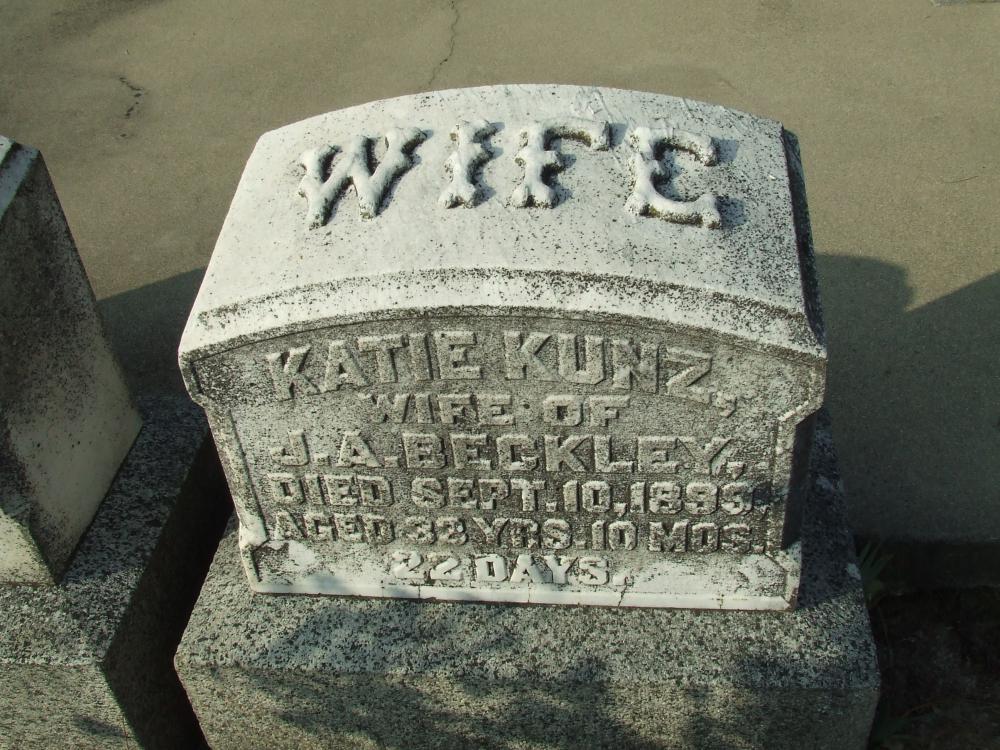 WIFE
KATIE KUNZ,
WIFE OF
J.A. BECKLEY,
DIED SEPT. 10, 1893.
AGED 32 YRS. 10 MOS.
22 DAYS.